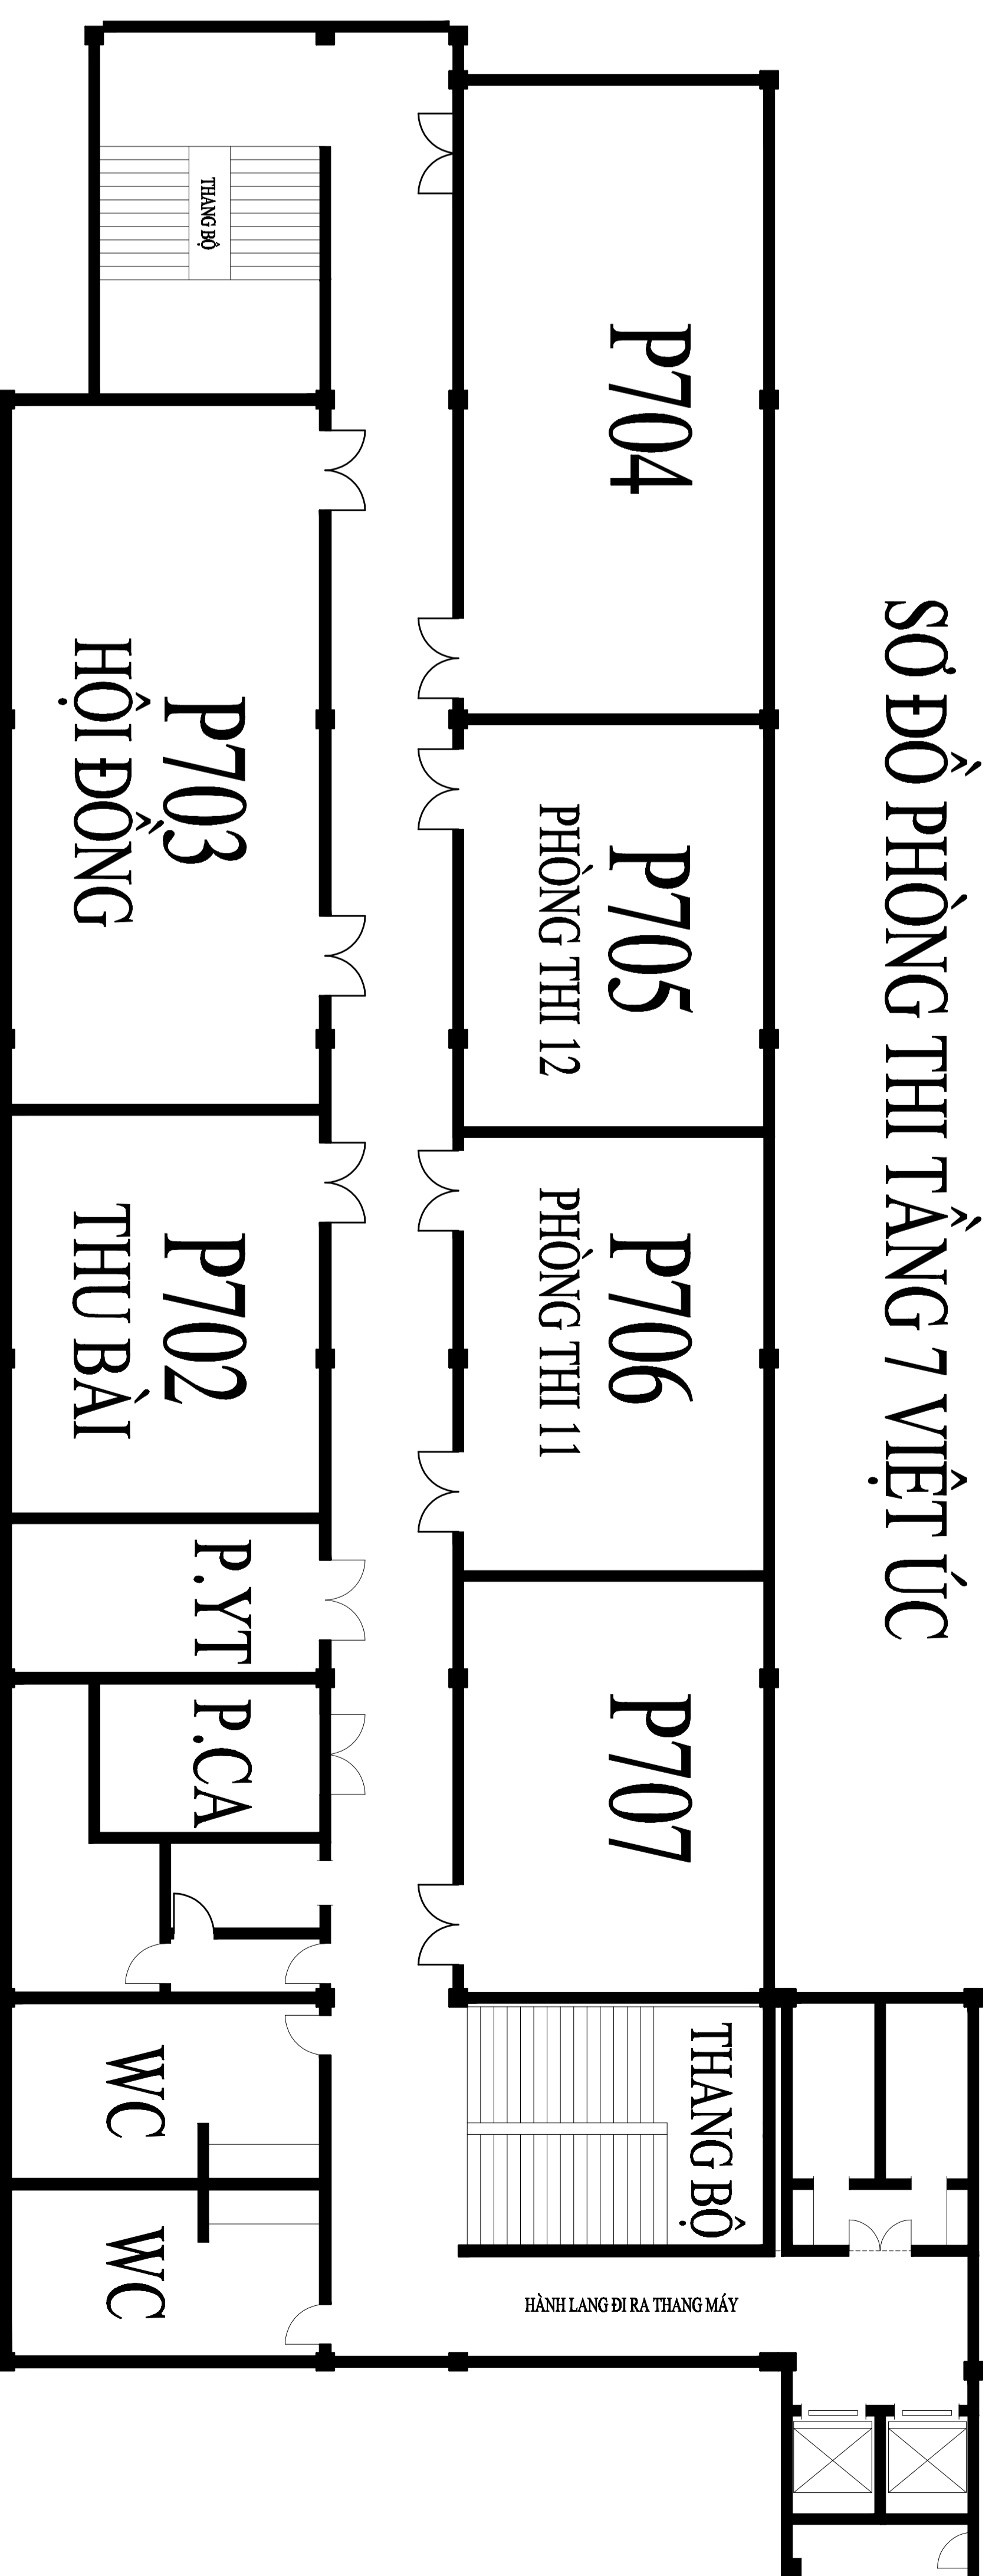 SƠ ĐỒ PHÒNG THI TẦNG 7 VIỆT ÚC
P704
P705
PHÒNG THI 12
P706
PHÒNG THI 11
P707
THANG BỘ
HÀNH LANG ĐI RA THANG MÁY
THANG BỘ
P703
HỘI ĐỒNG
P702
THU BÀI
P.YT
P.CA
WC
WC